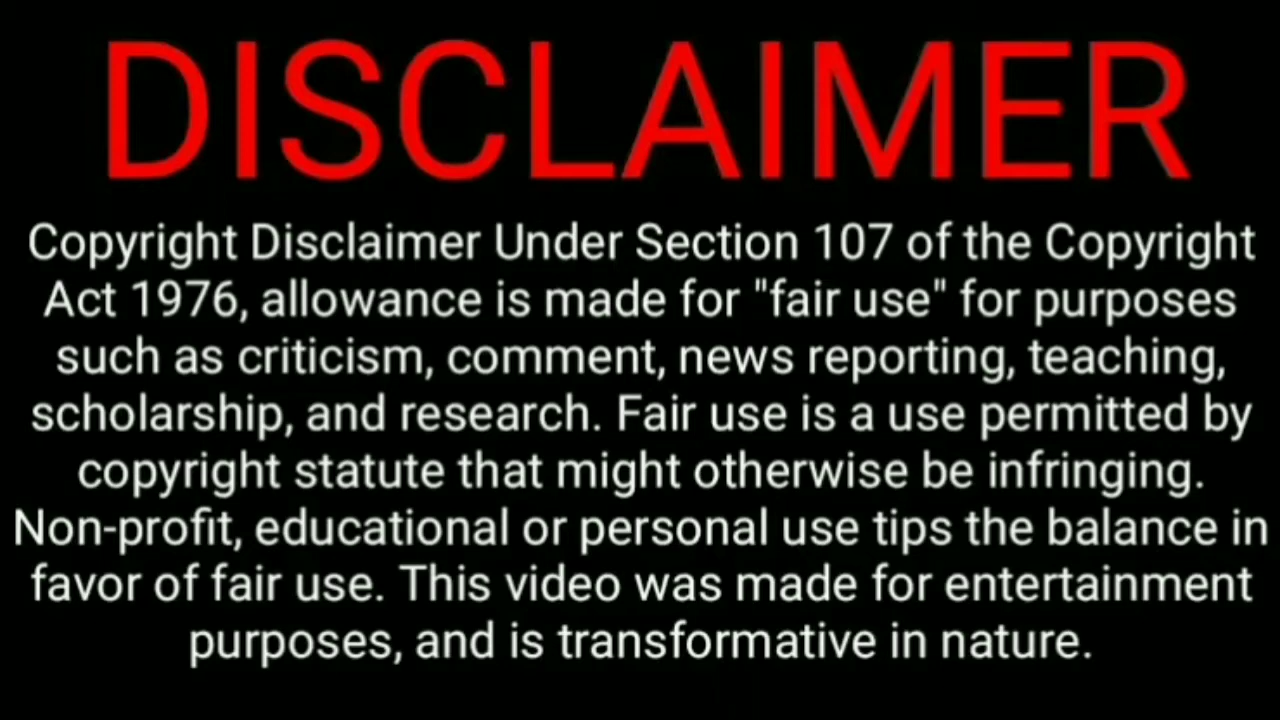 DISCLAIMER
Copyright Disclaimer Under Section 107 of the Copyright
Act 1976, allowance is made for "fair use" for purposes
such as criticism, comment, news reporting, teaching,
scholarship, and research. Fair use is a use permitted by
copyright statute that might otherwise be infringing.
Non-profit, educational or personal use tips the balance in
favor of fair use. This video was made for entertainment
purposes, and is transformative in nature.